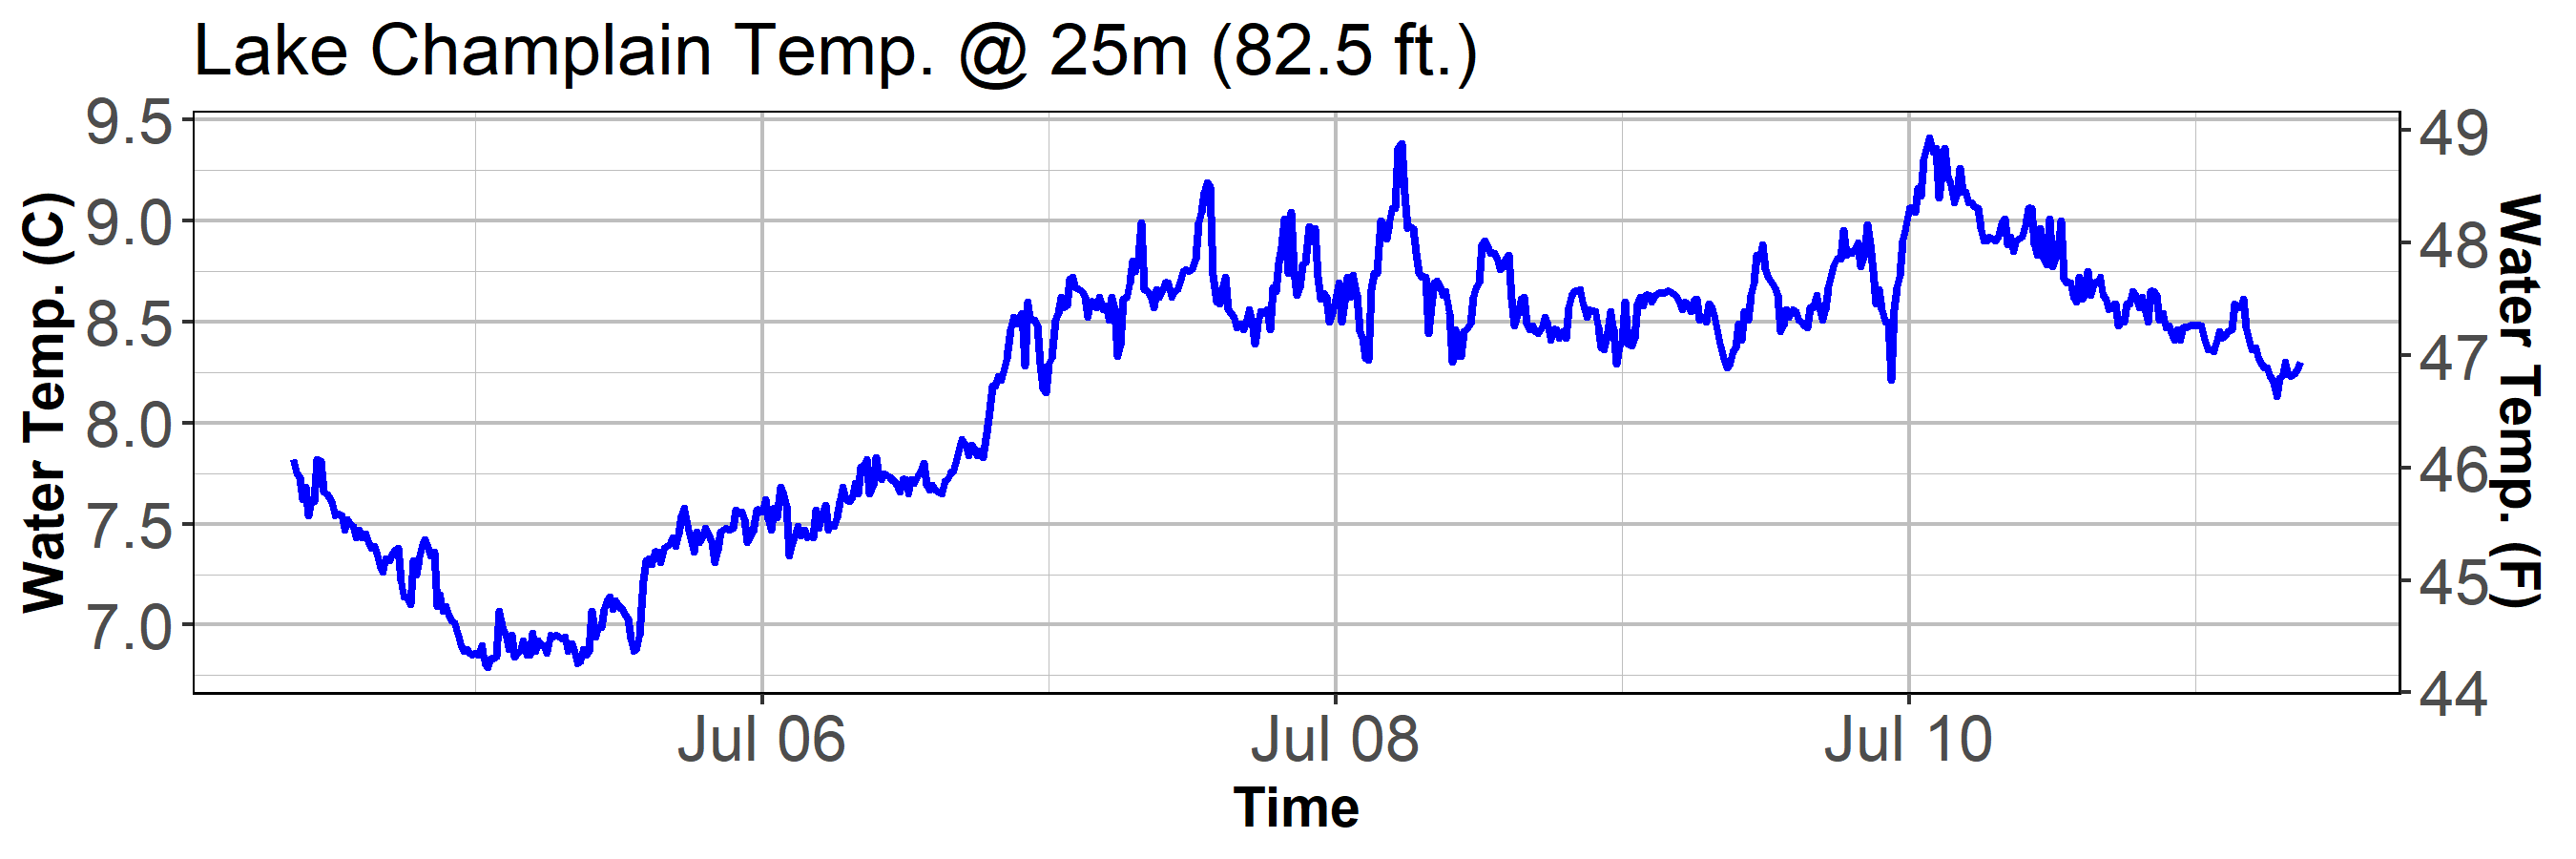 Lake Champlain Temp. @ 25m (82.5 ft.)
Water Temp. (C)
9.5
9.0
8.5
8.0
7.5
7.0
49
48
47
46
45
44
Water Temp. (F)
Jul 06
Jul 08
Jul 10
Time